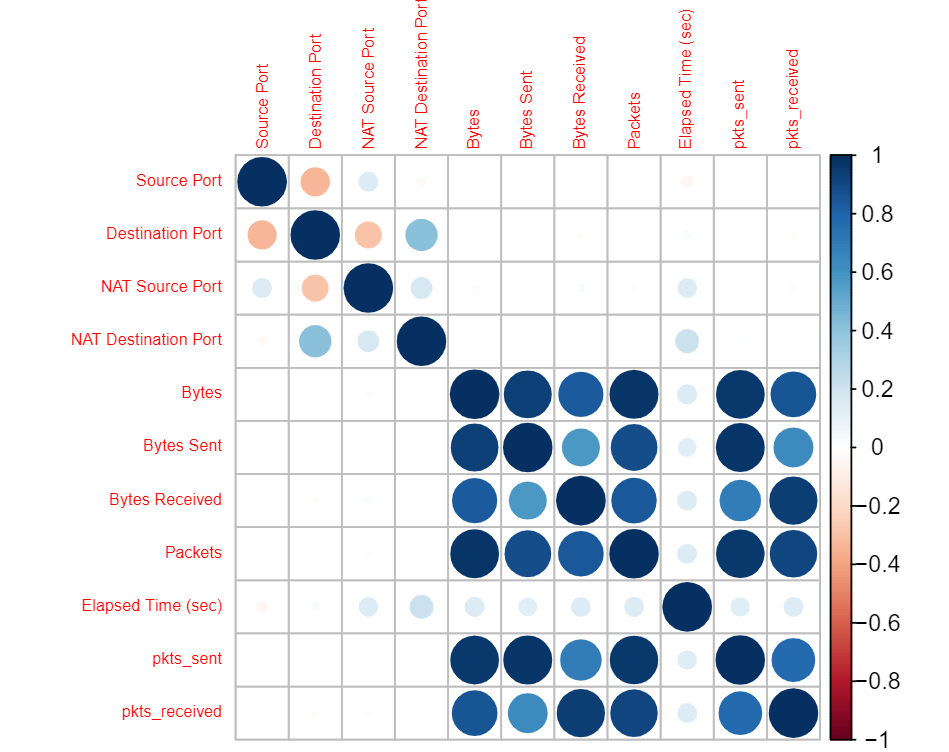 Source Port
Destination Port
NAT Source Port
NAT Destination Port
Bytes
Bytes Sent
Bytes Received
Packets
Elapsed Time (sec)
pkts_sent
pkts_received
Source Port
Destination Port
NAT Source Port
NAT Destination Port
Bytes
Bytes Sent
Bytes Received
Packets
Elapsed Time (sec)
pkts_sent
pkts_received
1
0.8
0.6
0.4
0.2
0
−0.2
−0.4
−0.6
−0.8
−1